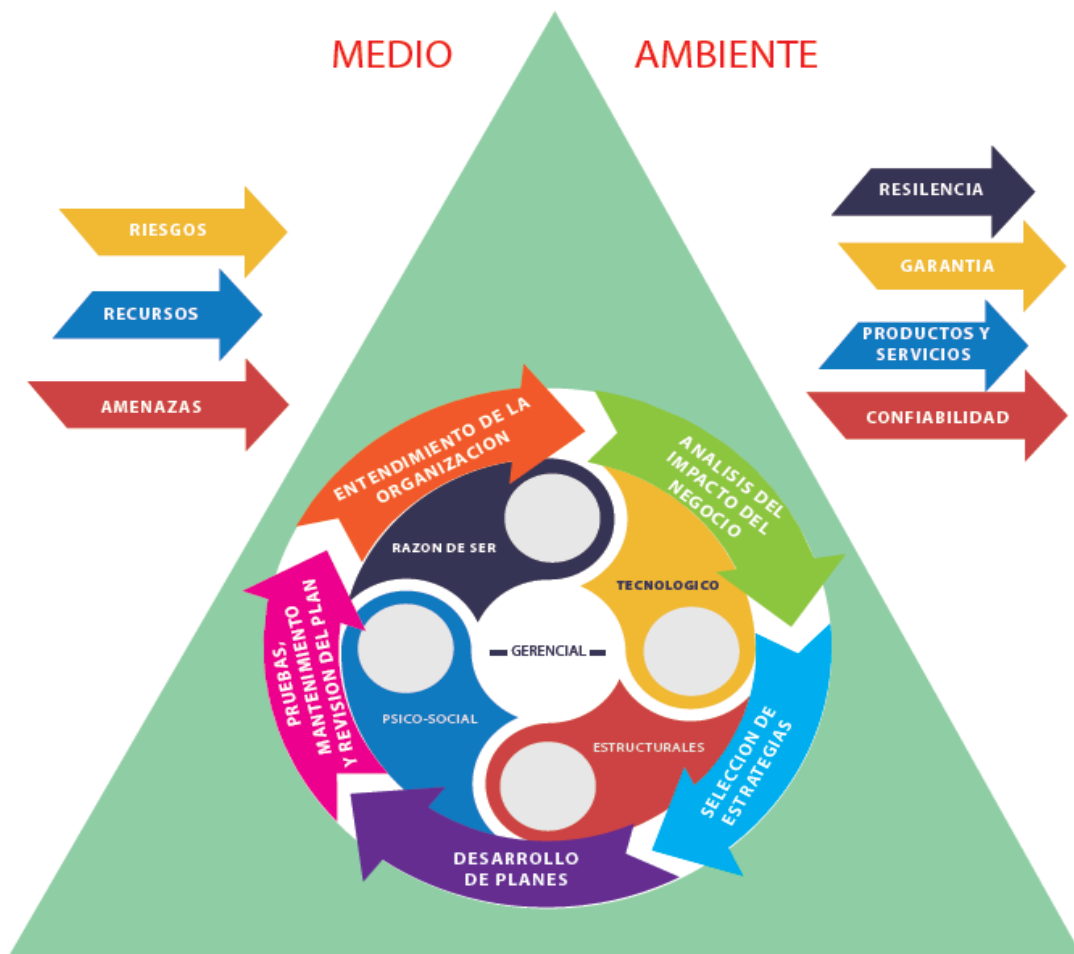 MEDIO AMBIENTE
RIESGOS
RECURSOS
AMENAZAS
RESILENCIA
GARANTIA
PRODUCTOS Y
SERVICIOS
CONFIABILIDAD
ENTENDIMIENTO DE LA
ORGANIZACION
ANALISIS DEL
IMPACTO DEL
NEGOCIO
SELECCION DE
ESTRATEGIAS
DESARROLLO
DE PLANES
PRUEBAS,
MANTENIMIENTO
Y REVISION DEL PLAN
RAZON DE SER
TECNOLOGICO
GERENCIAL
PSICO-SOCIAL
ESTRUCTURALES